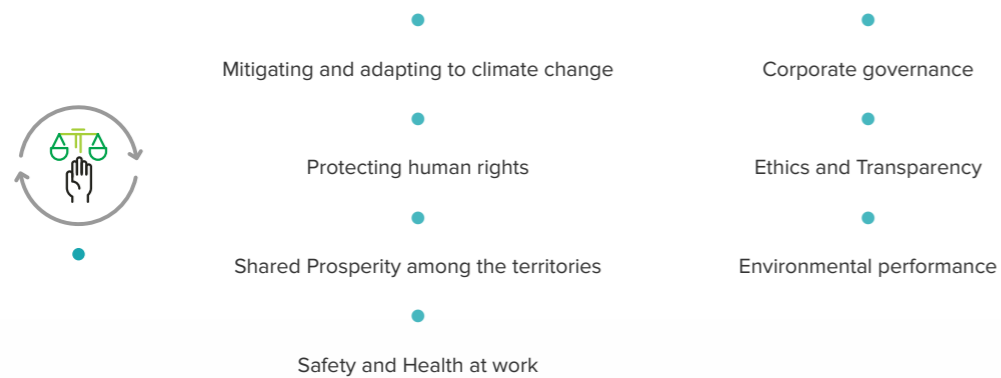 Mitigating and adapting to climate change
Protecting human rights
Shared Prosperity among the territories
Safety and Health at work
Corporate governance
Ethics and Transparency
Environmental performance